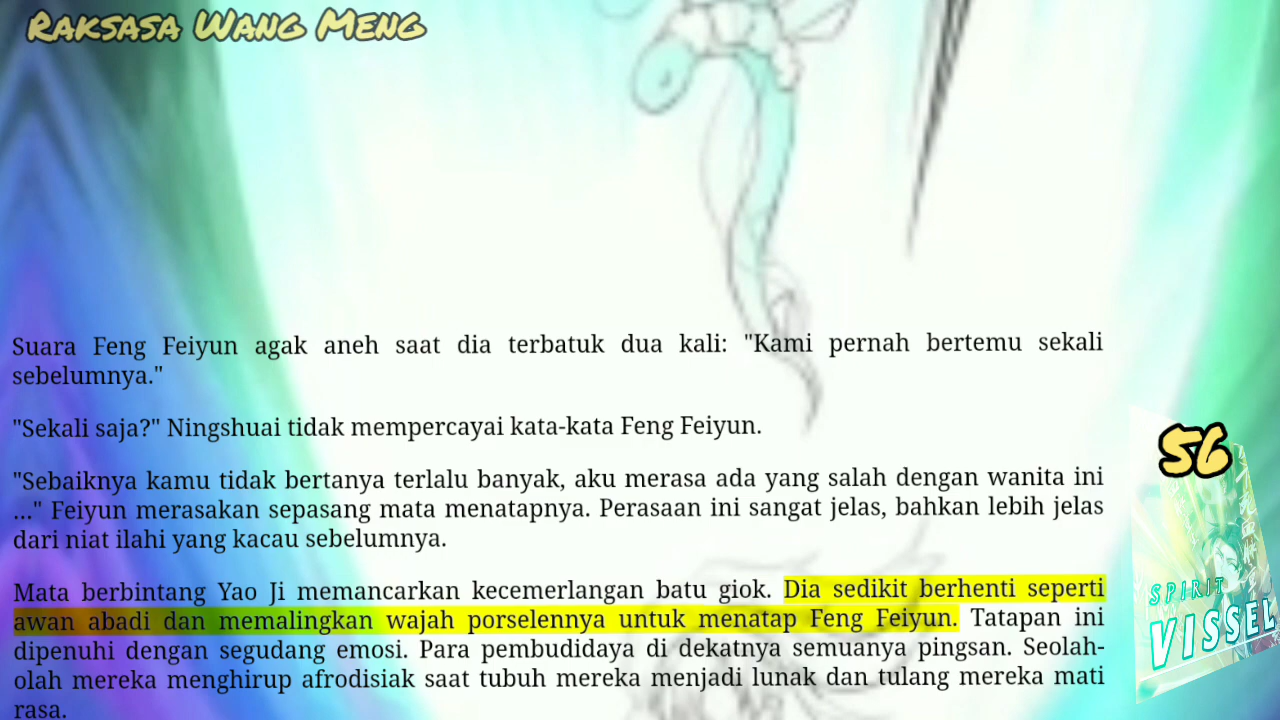 Raksasa Wang Meng
Suara Feng Feiyun agak aneh saat dia terbatuk dua kali: "Kami pernah bertemu sekali
sebelumnya."
"Sekali saja?" Ningshuai tidak mempercayai kata-kata Feng Feiyun.
"Sebaiknya kamu tidak bertanya terlalu banyak, aku merasa ada yang salah dengan wanita ini
..." Feiyun merasakan sepasang mata menatapnya. Perasaan ini sangat jelas, bahkan lebih jelas
dari niat ilahi yang kacau sebelumnya.
Mata berbintang Yao Ji memancarkan kecemerlangan batu giok. Dia sedikit berhenti seperti
awan abadi dan memalingkan wajah porselennya untuk menatap Feng Feiyun. Tatapan ini
dipenuhi dengan segudang emosi. Para pembudidaya di dekatnya semuanya pingsan. Seolah-
olah mereka menghirup afrodisiak saat tubuh mereka menjadi lunak dan tulang mereka mati
rasa.
56
SPIRIT
VISSEL